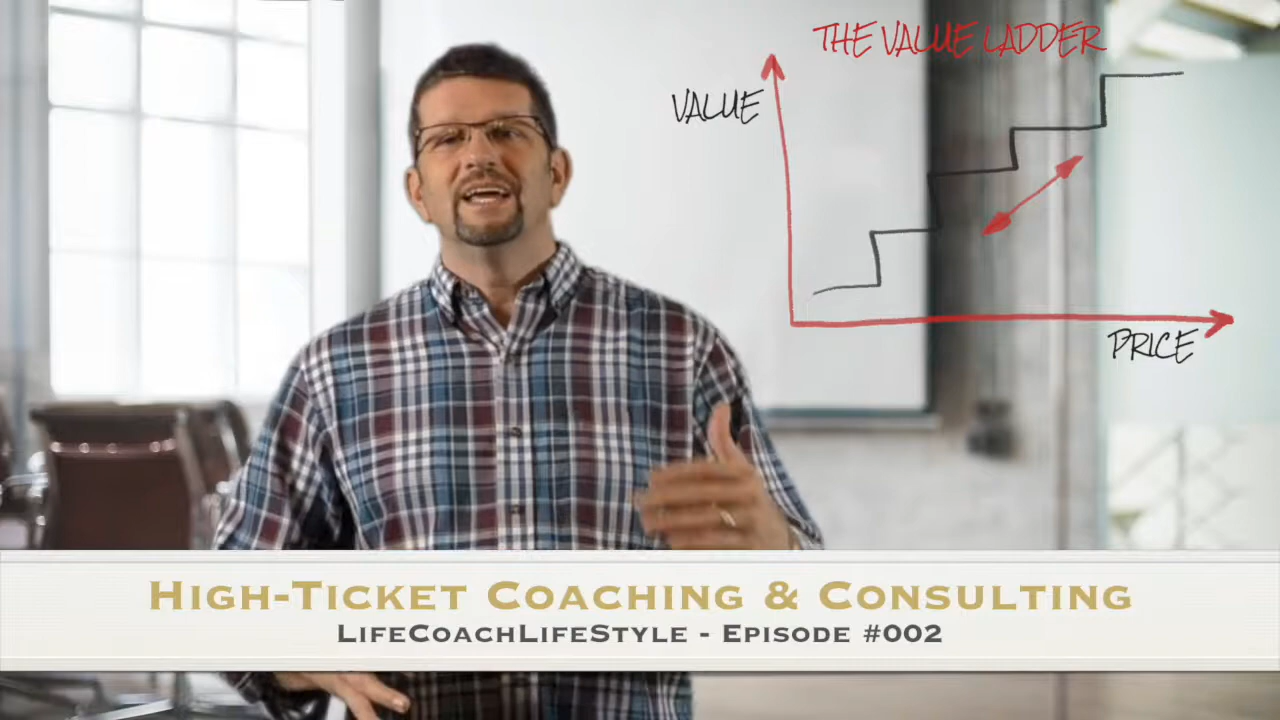 THE VALUE LADDER
VALUE
PRICE
HIGH-TICKET COACHING & CONSULTING
LIFECOACHLIFESTYLE - EPISODE #002